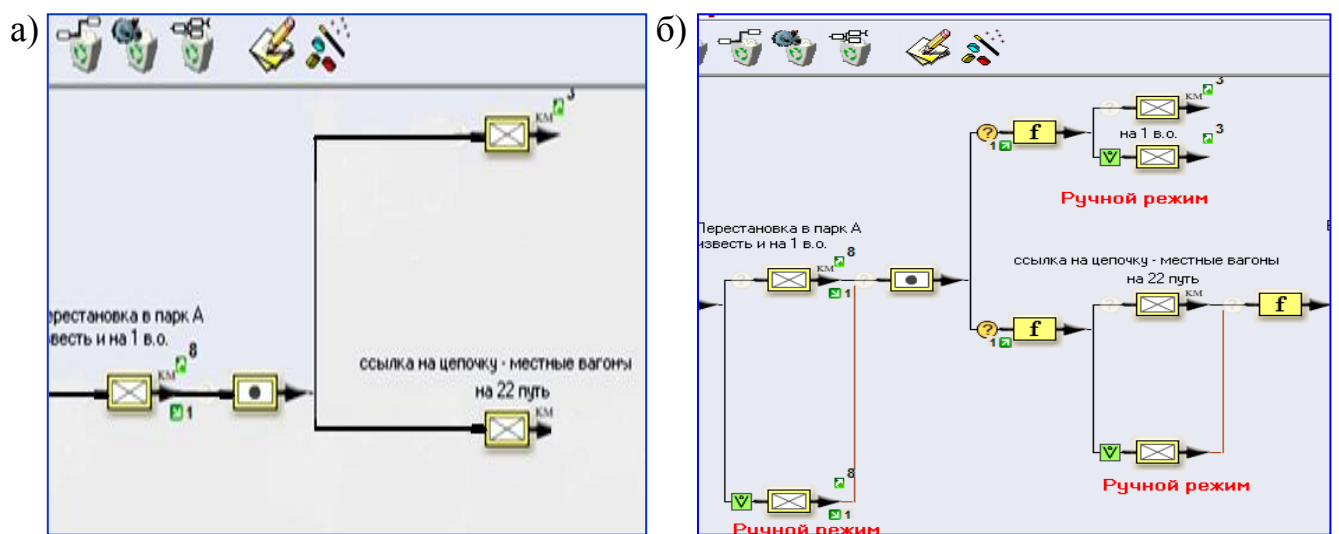 а)
3
КМ
ерестановка в парк А
звесть и на 1 в.о.
8
КМ
1
ссылка на цепочку - местные вагоны
на 22 путь
КМ
б)
3
КМ
?
f
1
на 1 в.о.
3
Ручной режим
Перестановка в парк А
известь и на 1 в.о.
8
КМ
1
ссылка на цепочку - местные вагоны
на 22 путь
КМ
?
f
1
f
8
1
Ручной режим
Ручной режим